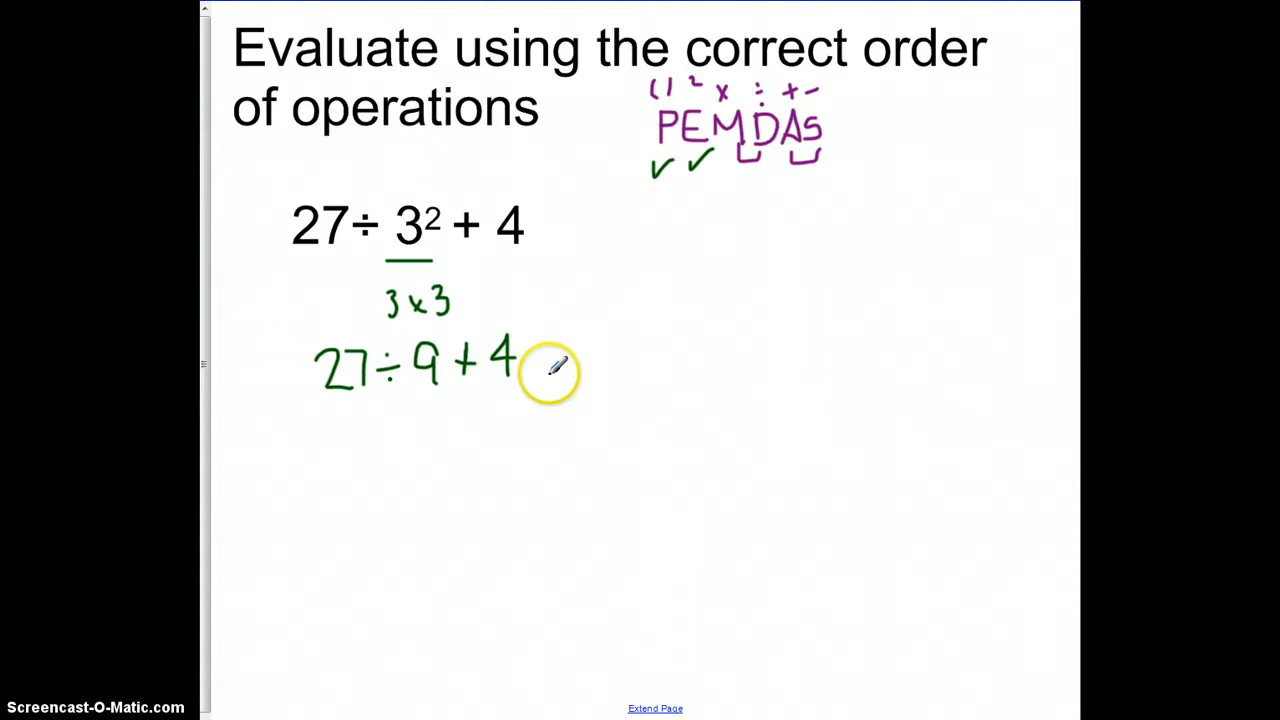 Evaluate using the correct order
of operations
( ) ² x ÷ + -
PEMDAS
✓ ✓
27÷ 3² + 4
3 x 3
27 ÷ 9 + 4
Screencast-O-Matic.com
Extend Page